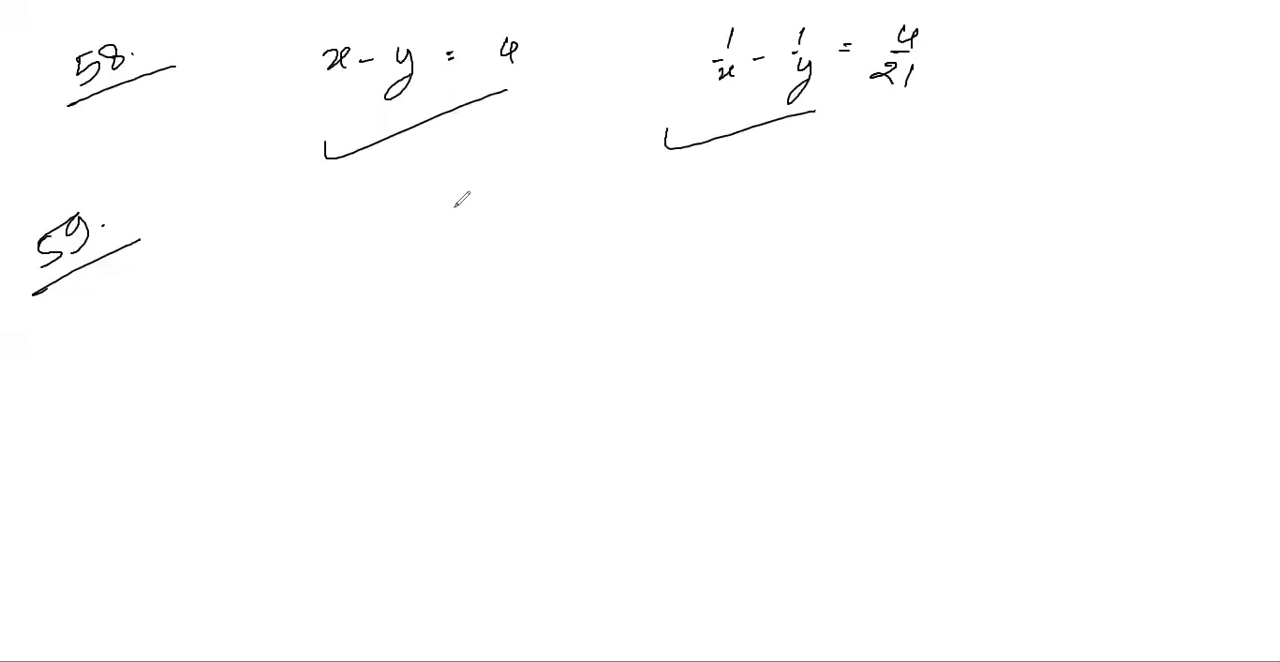 58. x - y = 4 1/x - 1/y = 4/21
59.